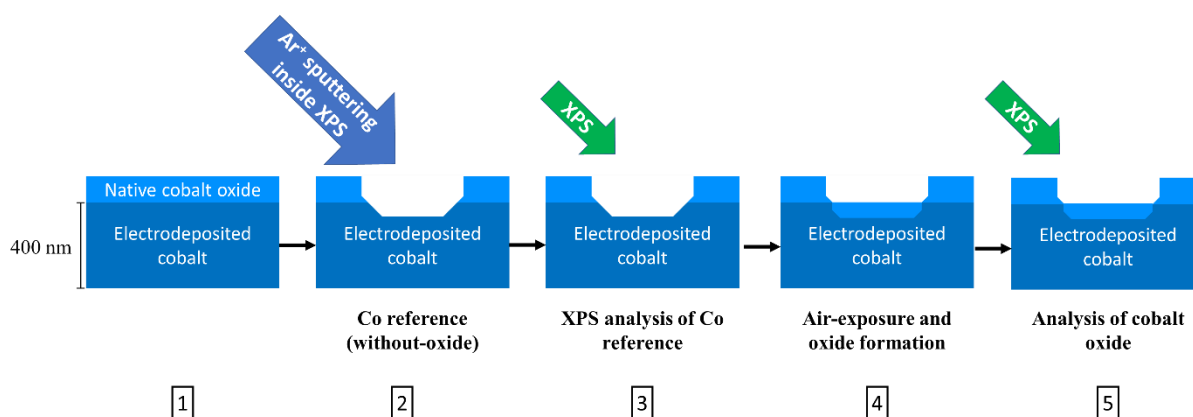 Ar+ sputtering
inside XPS
XPS
XPS
Native cobalt oxide
400 nm
Electrodeposited
cobalt
Electrodeposited
cobalt
Electrodeposited
cobalt
Electrodeposited
cobalt
Electrodeposited
cobalt
Co reference
(without-oxide)
XPS analysis of Co
reference
Air-exposure and
oxide formation
Analysis of cobalt
oxide
1
2
3
4
5